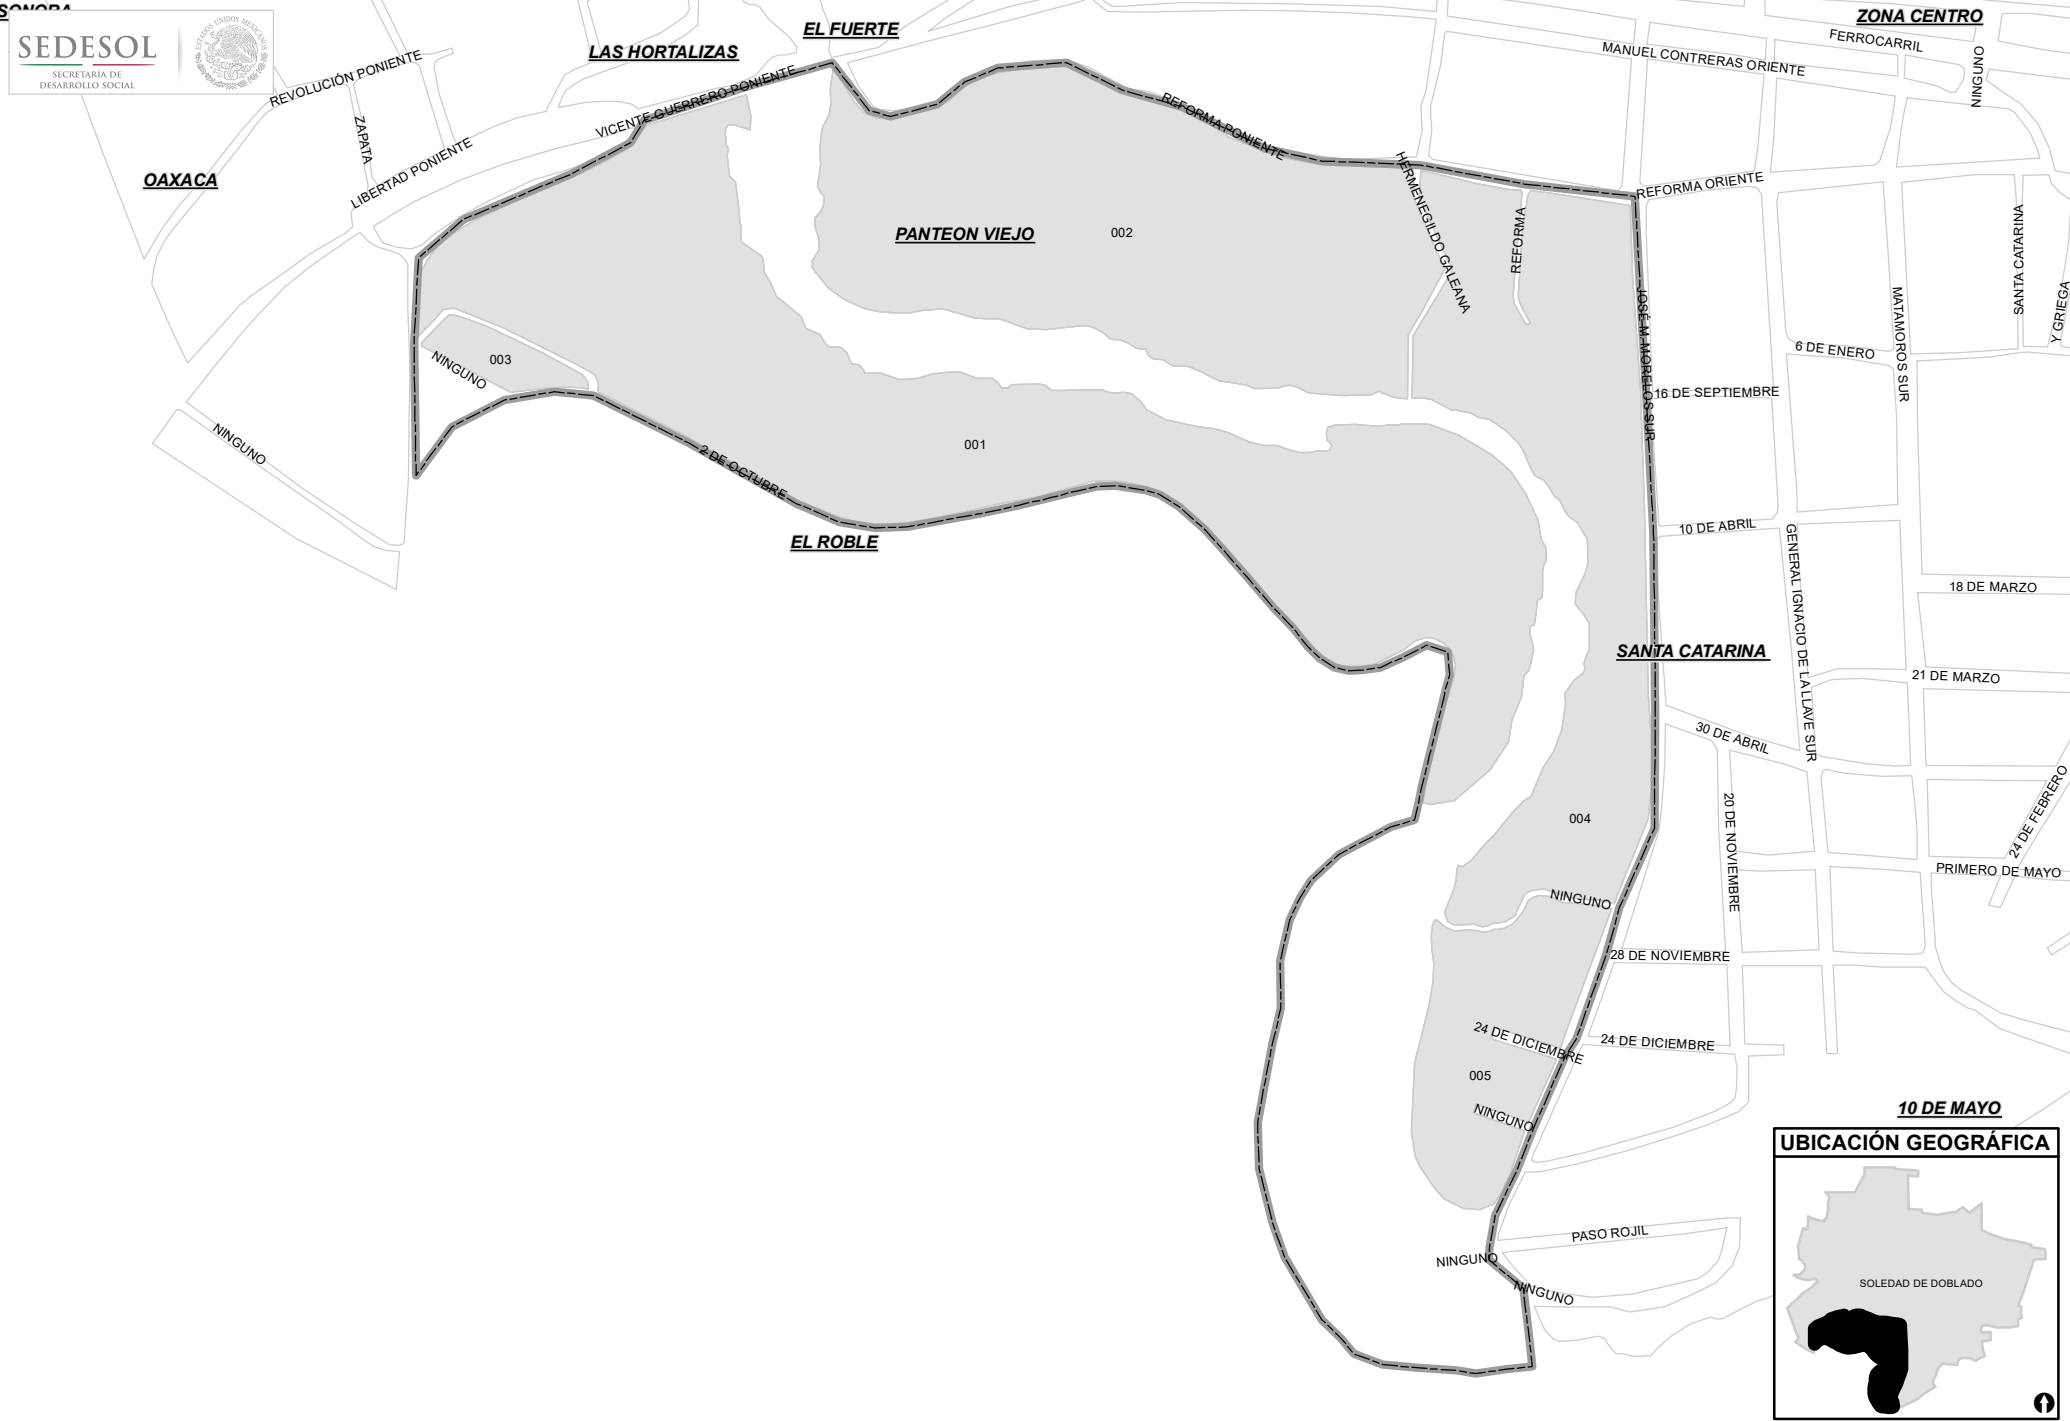 SONORA
SEDESOL
SECRETARÍA DE
DESARROLLO SOCIAL
ESTADOS UNIDOS MEXICANOS
EL FUERTE
ZONA CENTRO
LAS HORTALIZAS
FERROCARRIL
MANUEL CONTRERAS ORIENTE
NINGUNO
REVOLUCIÓN PONIENTE
VICENTE GUERRERO PONIENTE
REFORMA PONIENTE
ZAPATA
LIBERTAD PONIENTE
OAXACA
HERMENEGILDO GALEANA
REFORMA
REFORMA ORIENTE
PANTEON VIEJO
002
SANTA CATARINA
Y GRIEGA
JOSÉ M. MORELOS SUR
MATAMOROS SUR
6 DE ENERO
003
NINGUNO
16 DE SEPTIEMBRE
NINGUNO
001
2 DE OCTUBRE
EL ROBLE
10 DE ABRIL
GENERAL IGNACIO DE LA LLAVE SUR
18 DE MARZO
SANTA CATARINA
21 DE MARZO
30 DE ABRIL
20 DE NOVIEMBRE
24 DE FEBRERO
004
PRIMERO DE MAYO
NINGUNO
28 DE NOVIEMBRE
24 DE DICIEMBRE
24 DE DICIEMBRE
005
NINGUNO
10 DE MAYO
UBICACIÓN GEOGRÁFICA
PASO ROJIL
NINGUNO
NINGUNO
SOLEDAD DE DOBLADO